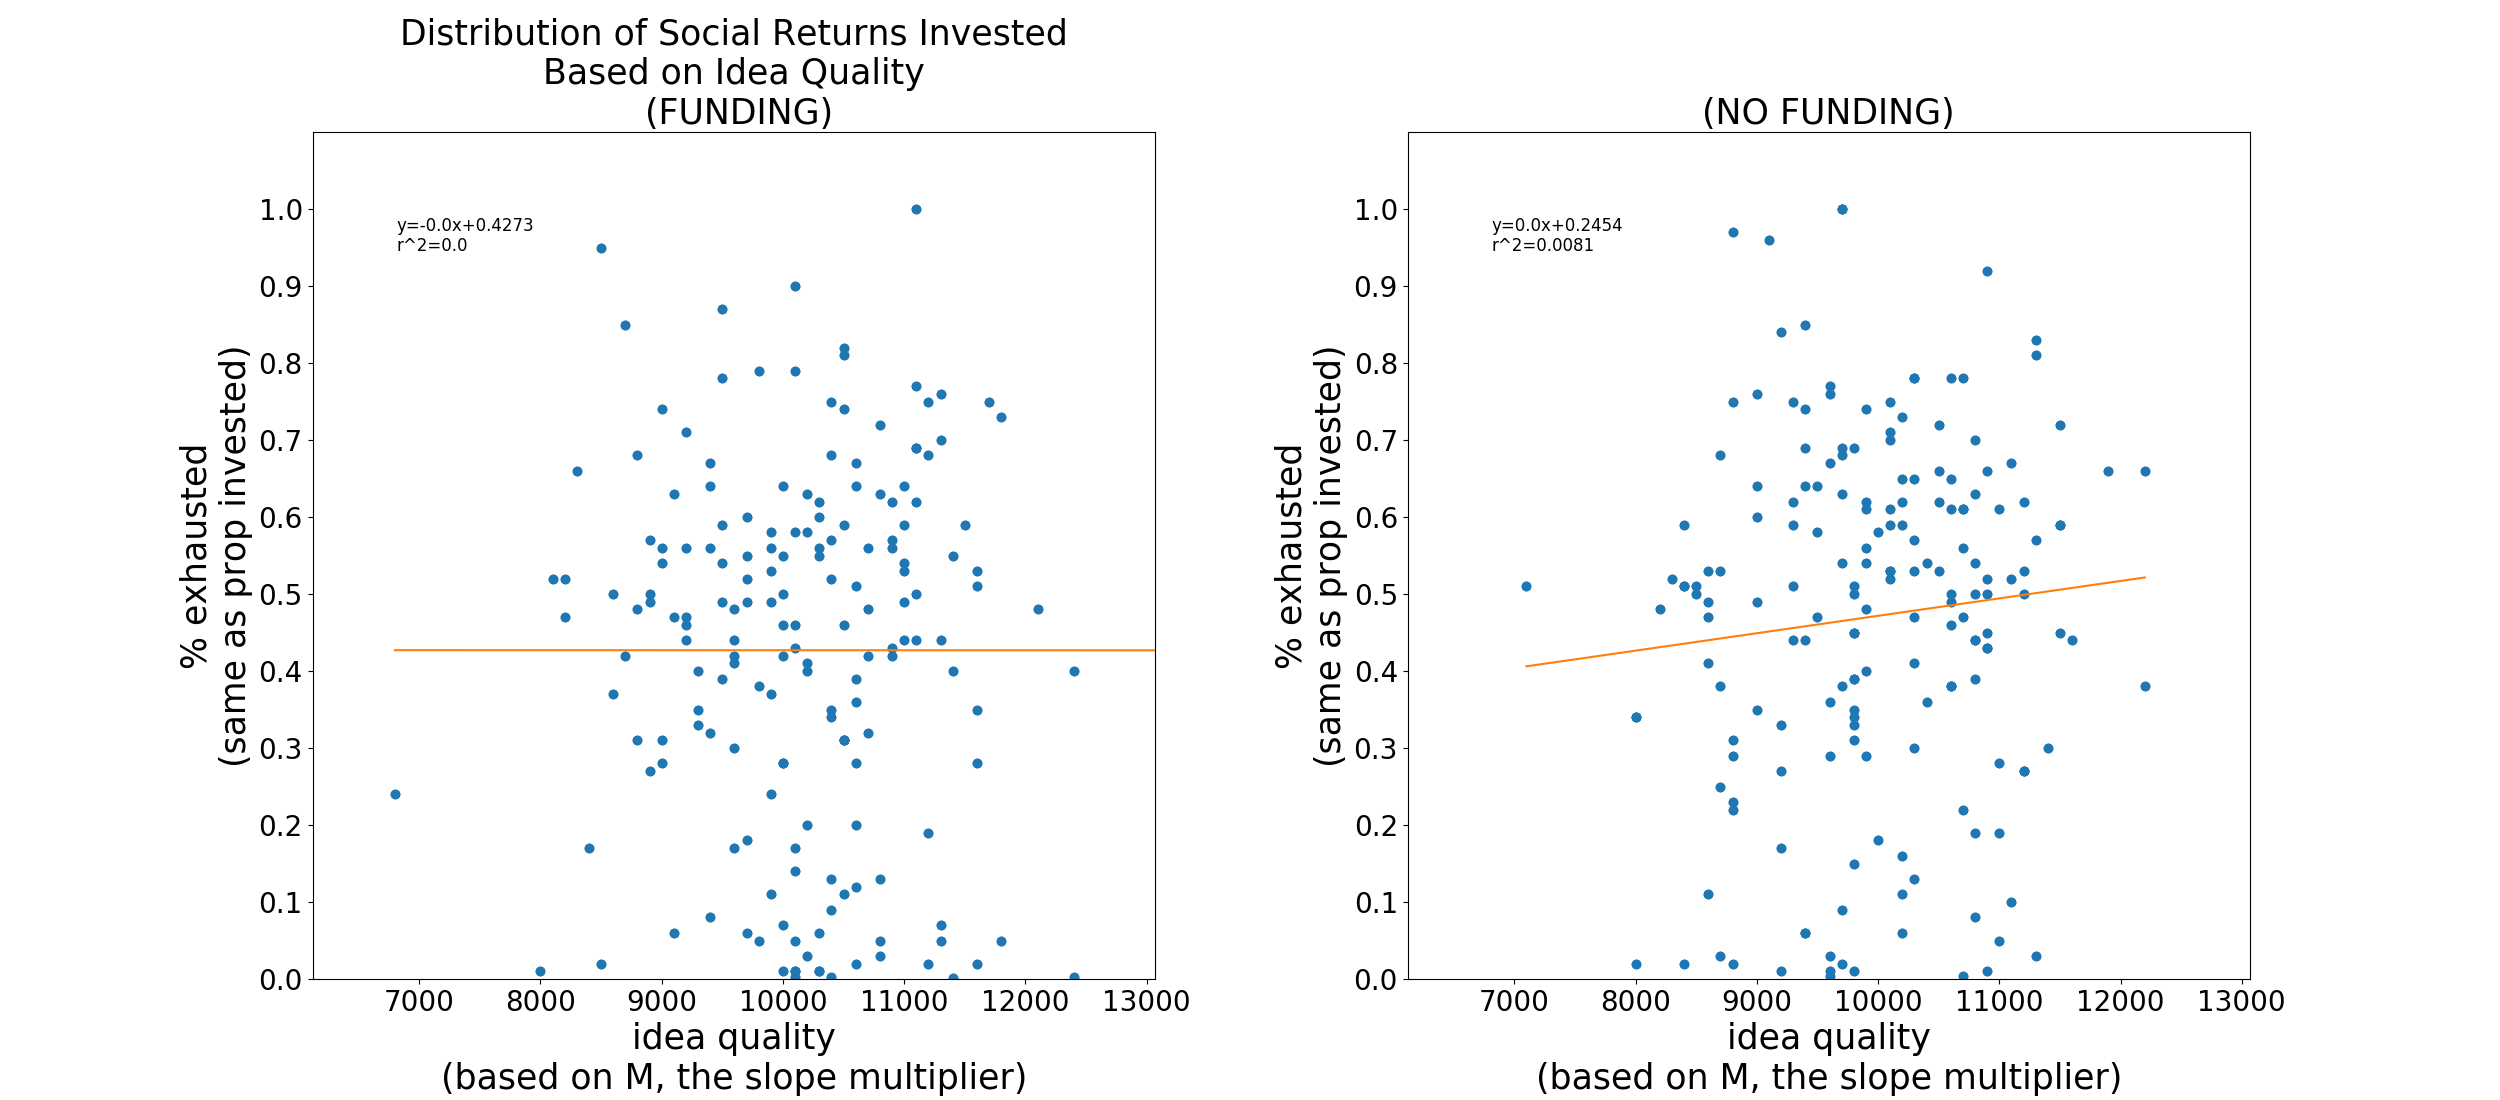 Distribution of Social Returns Invested
Based on Idea Quality
(FUNDING)
y=-0.0x+0.4273
r^2=0.0
1.0
0.9
0.8
0.7
0.6
0.5
0.4
0.3
0.2
0.1
0.0
% exhausted
(same as prop invested)
7000 8000 9000 10000 11000 12000 13000
idea quality
(based on M, the slope multiplier)
(NO FUNDING)
y=0.0x+0.2454
r^2=0.0081
1.0
0.9
0.8
0.7
0.6
0.5
0.4
0.3
0.2
0.1
0.0
% exhausted
(same as prop invested)
7000 8000 9000 10000 11000 12000 13000
idea quality
(based on M, the slope multiplier)